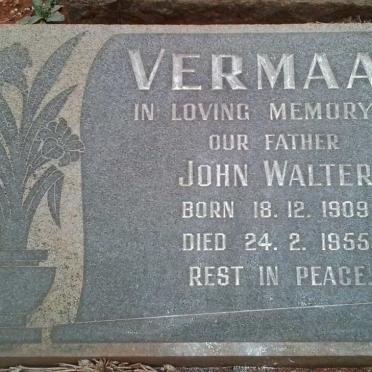 VERMAA
IN LOVING MEMORY
OUR FATHER
JOHN WALTER
BORN 18.12.1909
DIED 24.2.1955
REST IN PEACE.